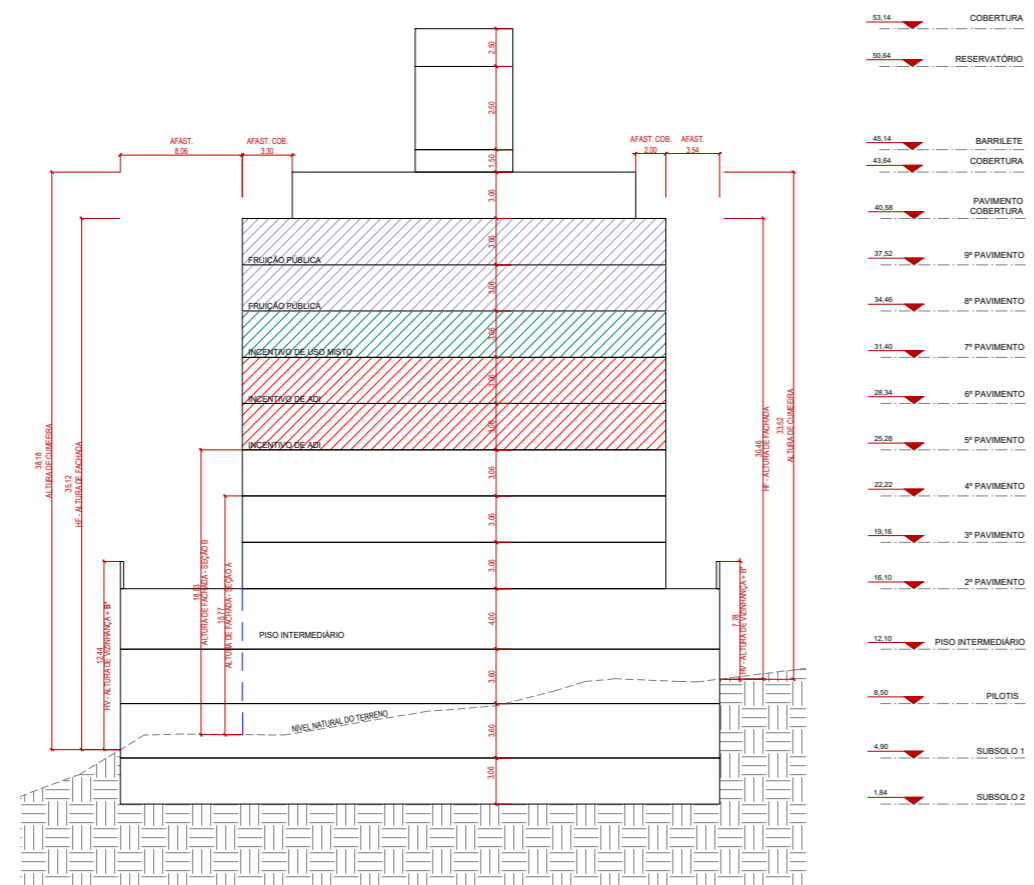 53,14 COBERTURA
50,64 RESERVATÓRIO
2.50
2.50
AFAST.
8,06
AFAST. COB.
3,30
AFAST. COB.
2,00
AFAST.
3,54
45,14 BARRILETE
1.50
43,64 COBERTURA
3.06
40,58 PAVIMENTO
COBERTURA
3.06
FRUIÇÃO PÚBLICA
37,52 9º PAVIMENTO
3.06
FRUIÇÃO PÚBLICA
34,46 8º PAVIMENTO
3.06
INCENTIVO DE USO MISTO
31,40 7º PAVIMENTO
3.06
INCENTIVO DE ADI
28,34 6º PAVIMENTO
3.06
INCENTIVO DE ADI
25,28 5º PAVIMENTO
3.06
22,22 4º PAVIMENTO
3.06
19,16 3º PAVIMENTO
3.06
16,10 2º PAVIMENTO
4.00
PISO INTERMEDIÁRIO
12,10 PISO INTERMEDIÁRIO
3.60
8,50 PILOTIS
NÍVEL NATURAL DO TERRENO
3.60
4,90 SUBSOLO 1
3.06
1,84 SUBSOLO 2
38,18
ALTURA DE CUMEEIRA
35,12
HF - ALTURA DE FACHADA
12,44
HV - ALTURA DE VIZINHANÇA + B'
18,83
ALTURA DE FACHADA - SEÇÃO B
15,77
ALTURA DE FACHADA - SEÇÃO A
7,78
HV - ALTURA DE VIZINHANÇA + B'
30,46
HF - ALTURA DE FACHADA
33,52
ALTURA DE CUMEEIRA